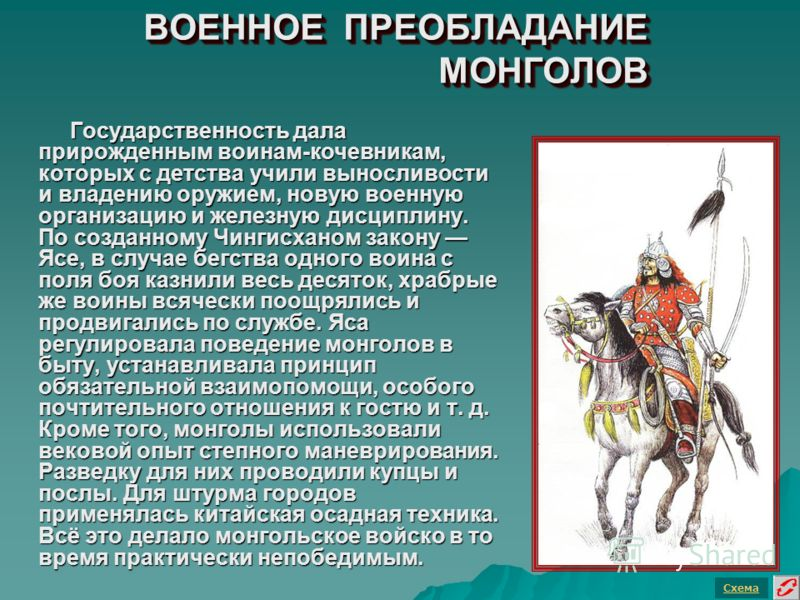 ВОЕННОЕ ПРЕОБЛАДАНИЕ
МОНГОЛОВ
Государственность дала
прирожденным воинам-кочевникам,
которых с детства учили выносливости
и владению оружием, новую военную
организацию и железную дисциплину.
По созданному Чингисханом закону —
Ясе, в случае бегства одного воина с
поля боя казнили весь десяток, храбрые
же воины всячески поощрялись и
продвигались по службе. Яса
регулировала поведение монголов в
быту, устанавливала принцип
обязательной взаимопомощи, особого
почтительного отношения к гостю и т. д.
Кроме того, монголы использовали
вековой опыт степного маневрирования.
Разведку для них проводили купцы и
послы. Для штурма городов
применялась китайская осадная техника.
Всё это делало монгольское войско в то
время практически непобедимым.
MyShared
Схема